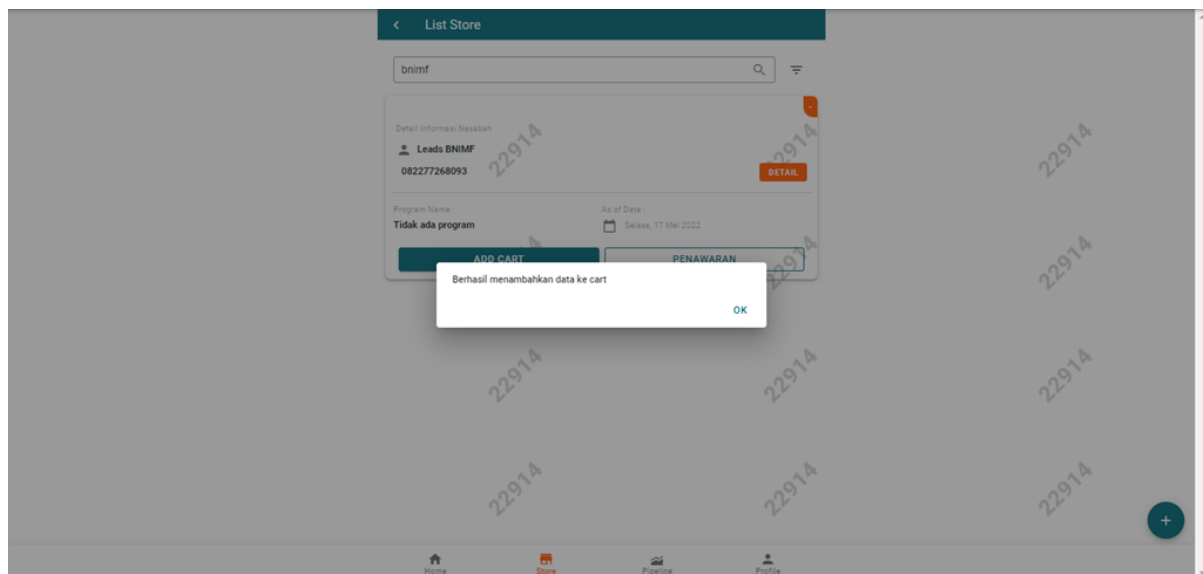 List Store
bnimf
Detail Informasi Nasabah
Leads BNIMF
082277268093
DETAIL
Program Name :
Tidak ada program
As of Date :
Selasa, 17 Mei 2022
ADD CART
PENAWARAN
Berhasil menambahkan data ke cart
OK
22914
22914
22914
22914
22914
22914
22914
22914
22914
22914
22914
22914
Home
Store
Pipeline
Profile